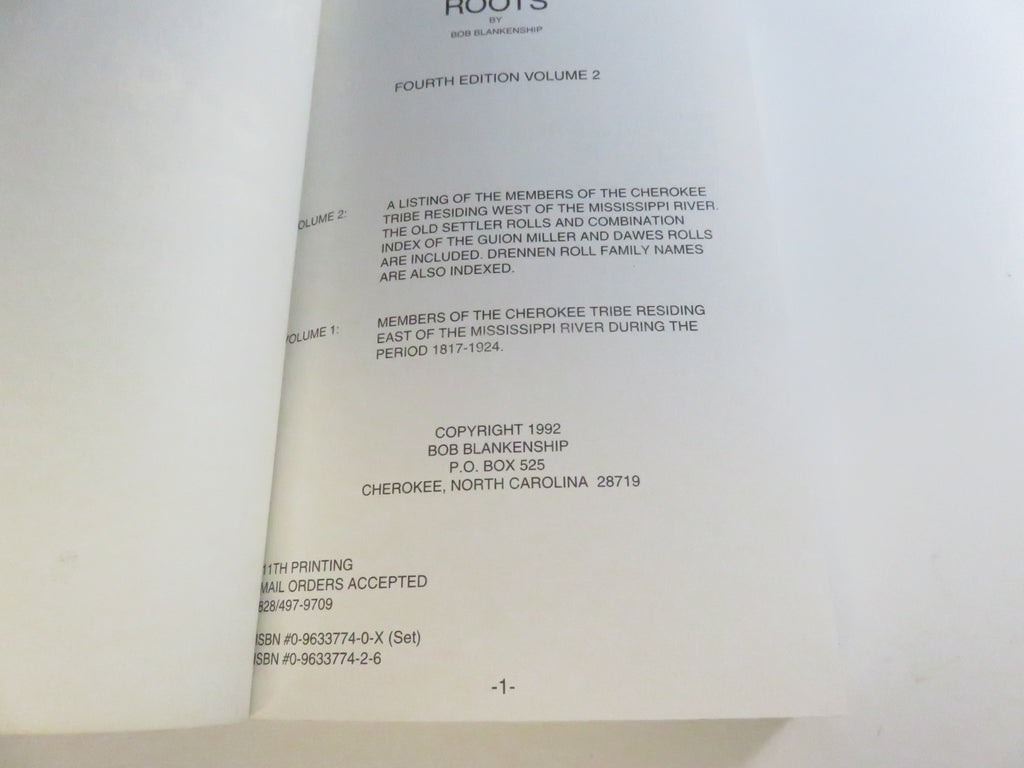 ROOTS
BY
BOB BLANKENSHIP
FOURTH EDITION VOLUME 2
OLUME 2: A LISTING OF THE MEMBERS OF THE CHEROKEE
TRIBE RESIDING WEST OF THE MISSISSIPPI RIVER.
THE OLD SETTLER ROLLS AND COMBINATION
INDEX OF THE GUION MILLER AND DAWES ROLLS
ARE INCLUDED. DRENNEN ROLL FAMILY NAMES
ARE ALSO INDEXED.
OLUME 1: MEMBERS OF THE CHEROKEE TRIBE RESIDING
EAST OF THE MISSISSIPPI RIVER DURING THE
PERIOD 1817-1924.
COPYRIGHT 1992
BOB BLANKENSHIP
P.O. BOX 525
CHEROKEE, NORTH CAROLINA 28719
11TH PRINTING
MAIL ORDERS ACCEPTED
828/497-9709
ISBN #0-9633774-0-X (Set)
ISBN #0-9633774-2-6
-1-